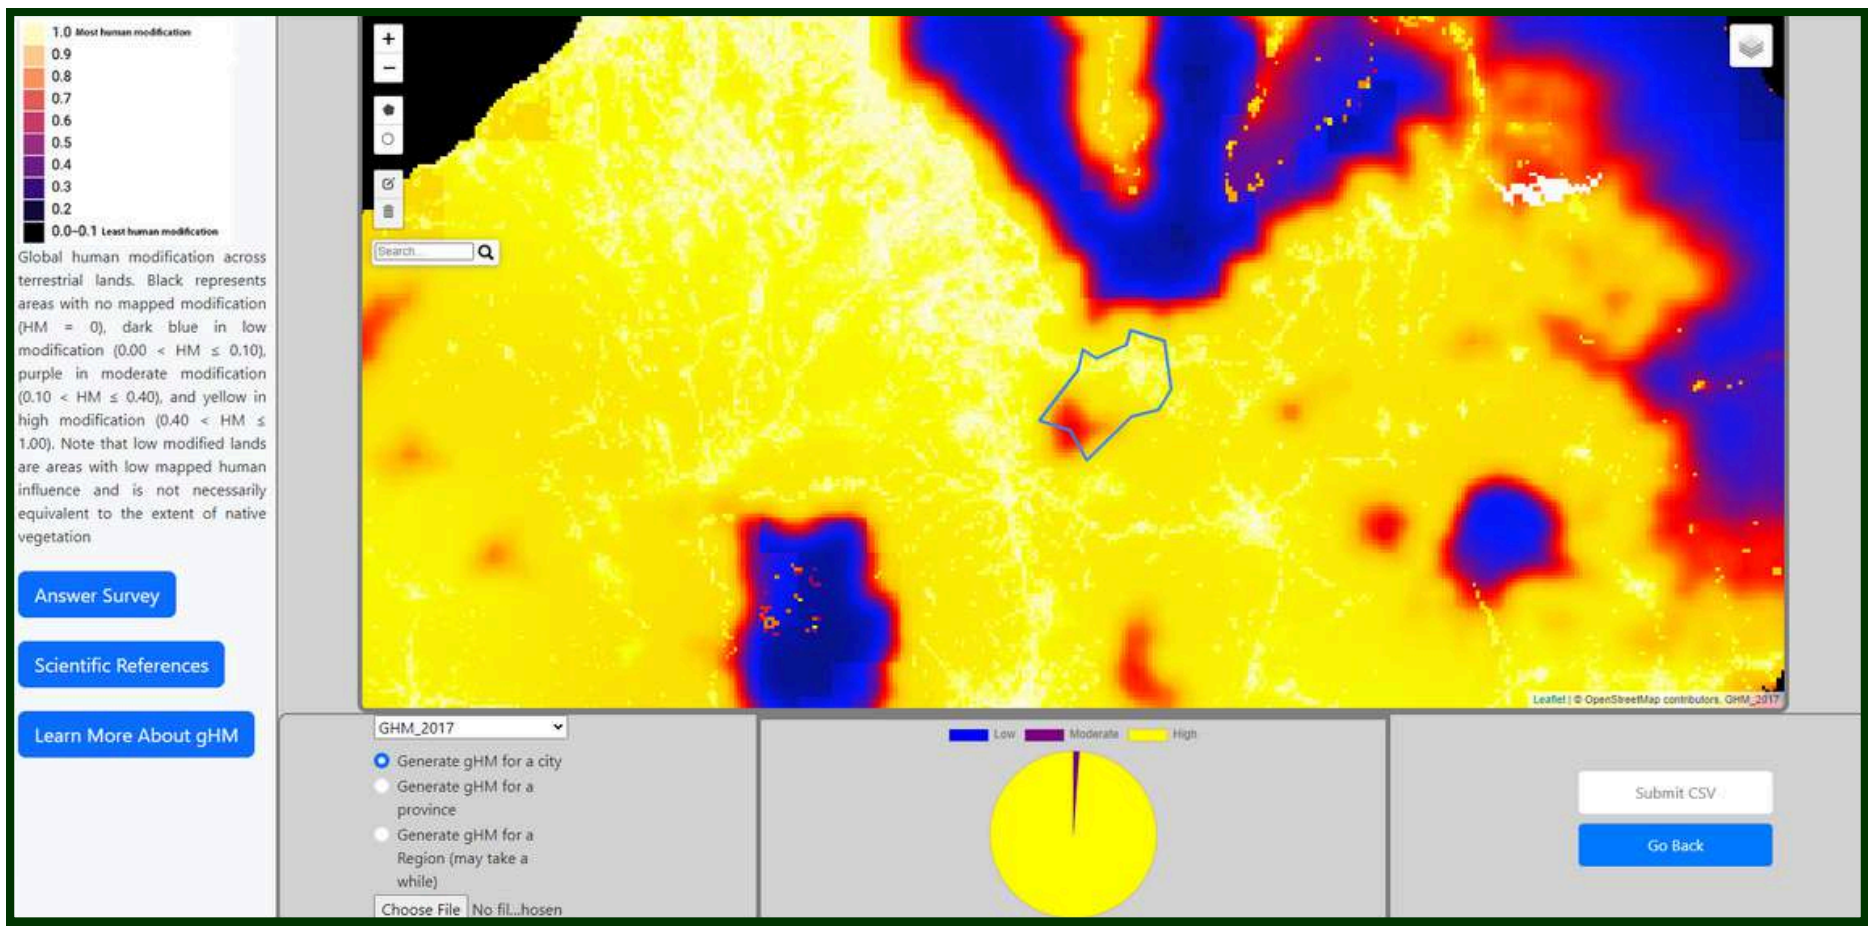 1.0 Most human modification
0.9
0.8
0.7
0.6
0.5
0.4
0.3
0.2
0.0-0.1 Least human modification
Global human modification across
terrestrial lands. Black represents
areas with no mapped modification
(HM = 0), dark blue in low
modification (0.00 < HM ≤ 0.10),
purple in moderate modification
(0.10 < HM ≤ 0.40), and yellow in
high modification (0.40 < HM ≤
1.00). Note that low modified lands
are areas with low mapped human
influence and is not necessarily
equivalent to the extent of native
vegetation
Answer Survey
Scientific References
Learn More About gHM
+
−
Search...
Leaflet | © OpenStreetMap contributors, GHM_2017
GHM_2017
Generate gHM for a city
Generate gHM for a
province
Generate gHM for a
Region (may take a
while)
Choose File No fil...hosen
Low Moderate High
Submit CSV
Go Back